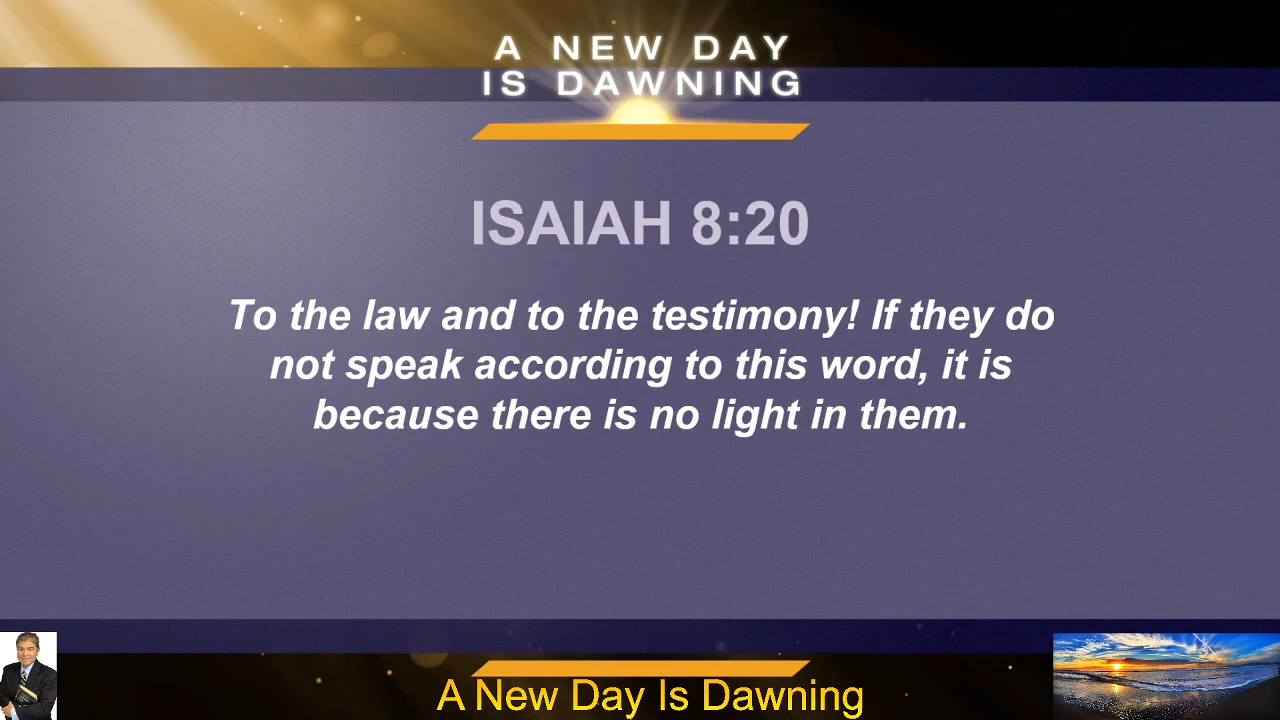 A NEW DAY
IS DAWNING
ISAIAH 8:20
To the law and to the testimony! If they do
not speak according to this word, it is
because there is no light in them.
A New Day Is Dawning